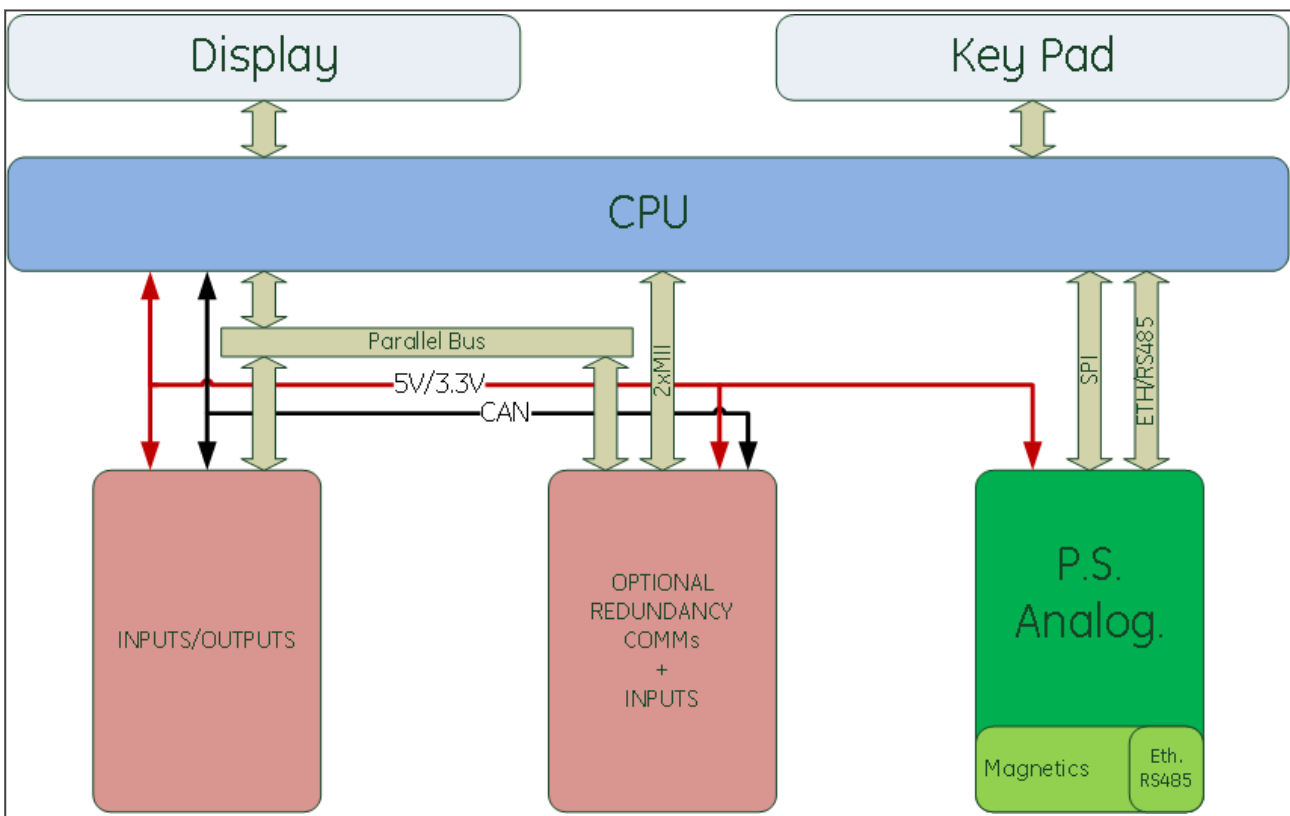 Display
Key Pad
CPU
Parallel Bus
2xMII
SPI
ETH/RS485
5V/3.3V
CAN
INPUTS/OUTPUTS
OPTIONAL
REDUNDANCY
COMMs
+
INPUTS
P.S.
Analog.
Magnetics
Eth.
RS485